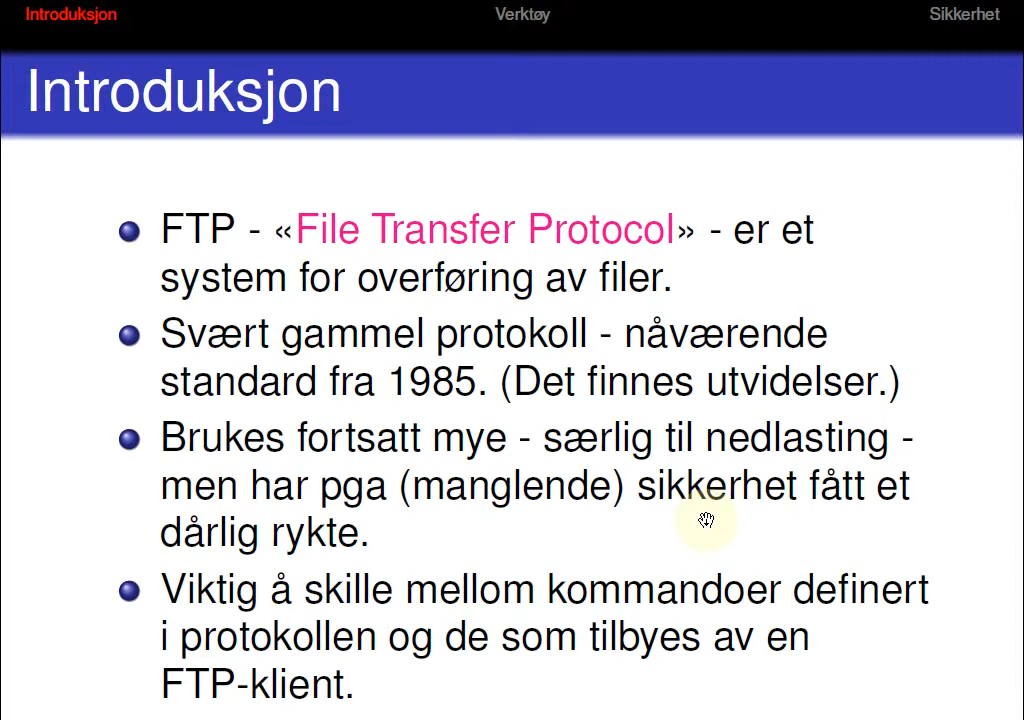 Introduksjon
Verktøy
Sikkerhet
Introduksjon
FTP - «File Transfer Protocol» - er et
system for overføring av filer.
Svært gammel protokoll - nåværende
standard fra 1985. (Det finnes utvidelser.)
Brukes fortsatt mye - særlig til nedlasting -
men har pga (manglende) sikkerhet fått et
dårlig rykte.
Viktig å skille mellom kommandoer definert
i protokollen og de som tilbyes av en
FTP-klient.